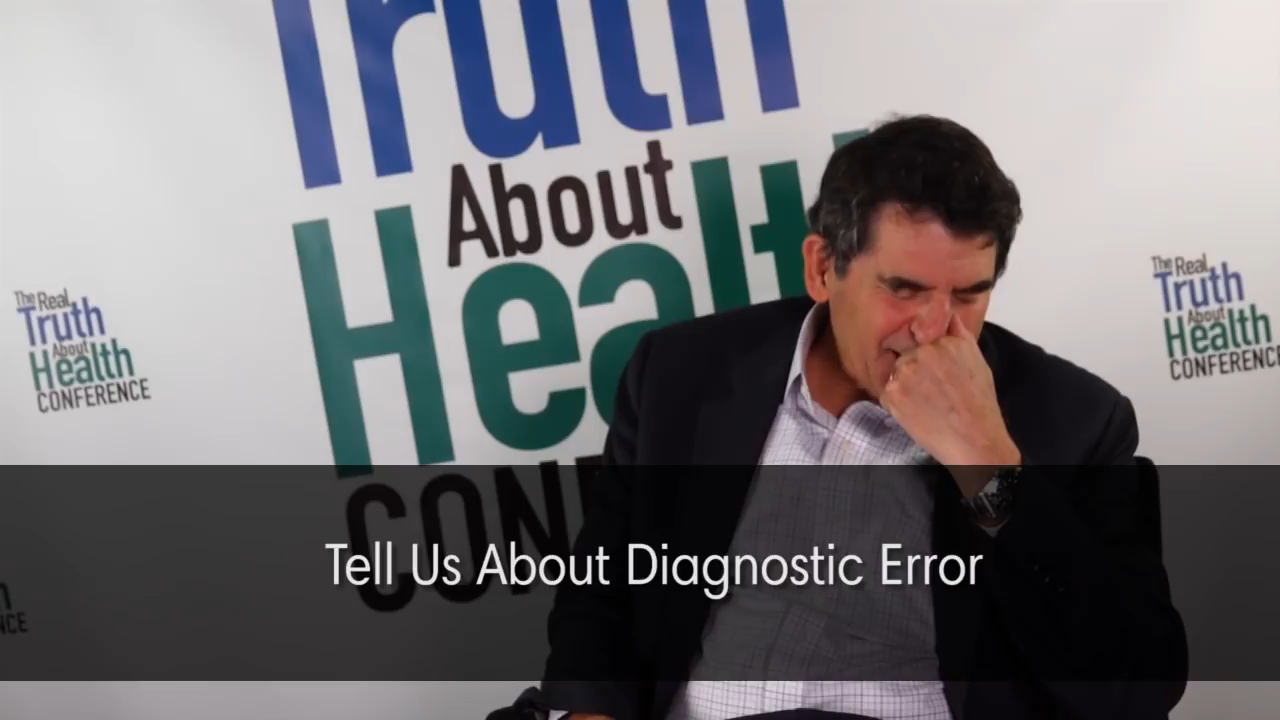 Truth
About
Health
The Real
Truth
About
Health
CONFERENCE
The Real
Truth
About
Health
CONFERENCE
Tell Us About Diagnostic Error